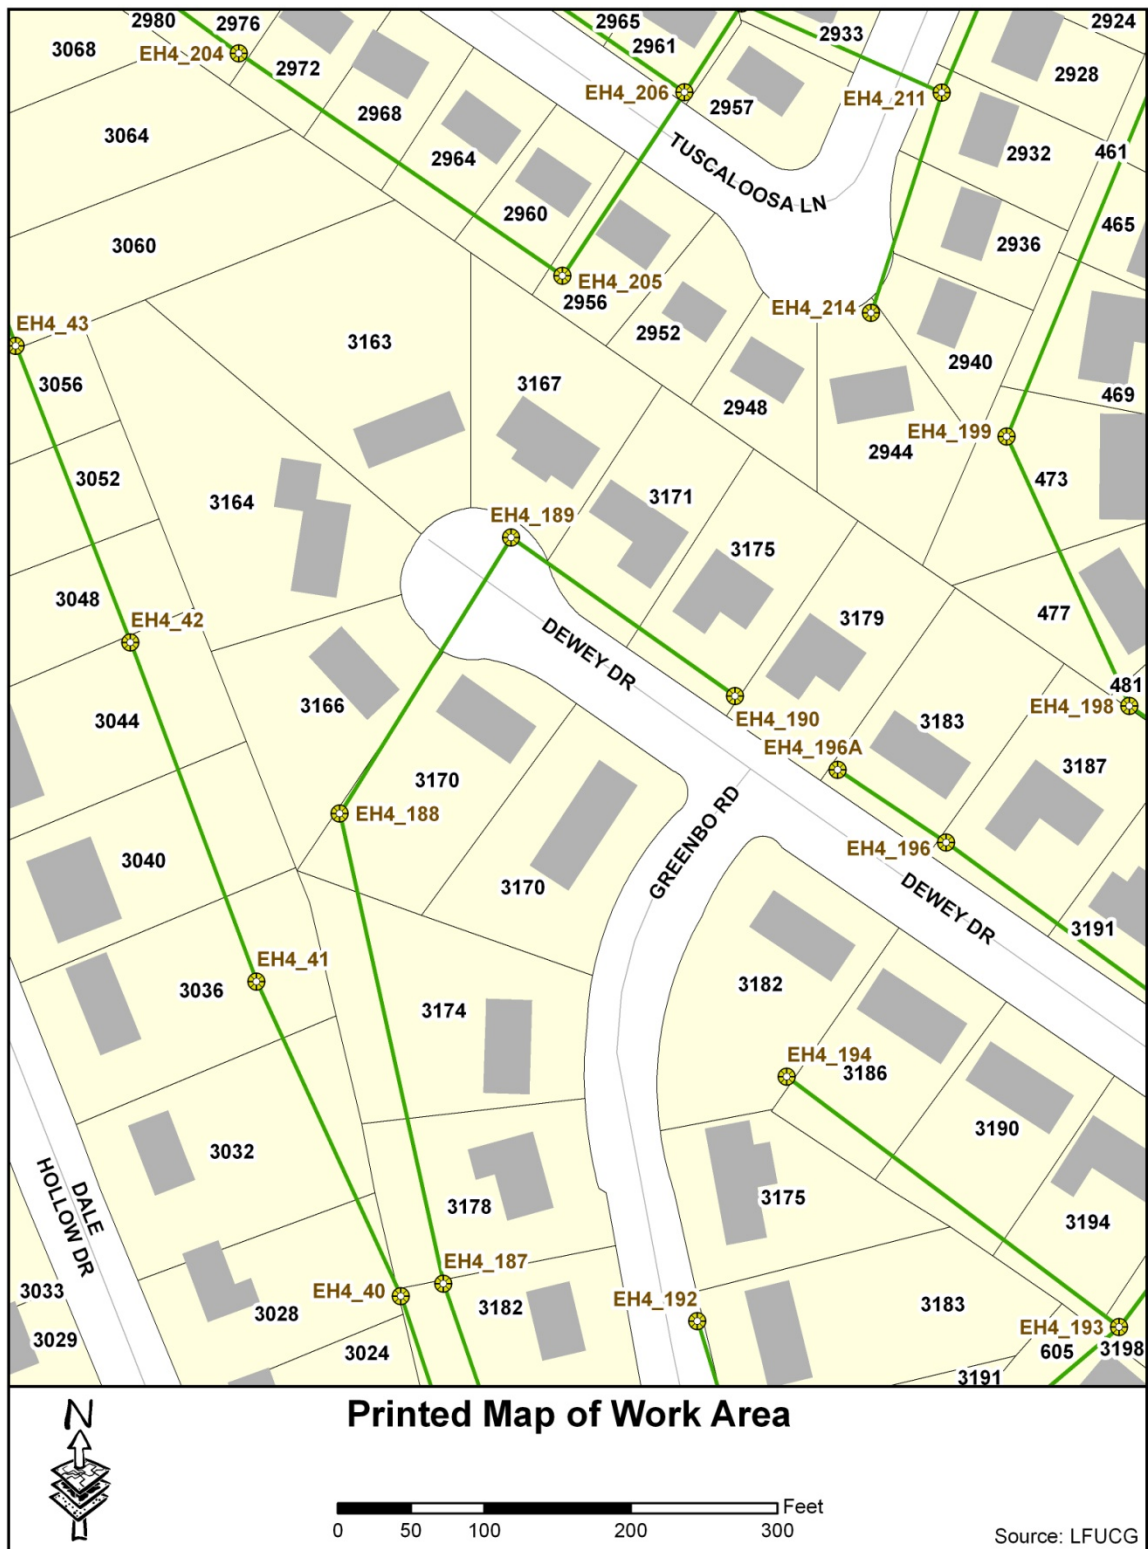 2980
2976
2965
2933
2924
3068
EH4_204
2961
2972
2928
EH4_206
2957
EH4_211
2968
3064
TUSCALOOSA LN
2932
461
2964
2960
465
3060
2936
EH4_205
2956
EH4_43
3163
2952
EH4_214
3056
2940
3167
2948
469
EH4_199
2944
3052
473
3164
3171
EH4_189
3175
3048
EH4_42
477
3179
DEWEY DR
481
3044
3166
EH4_190
EH4_198
3183
EH4_196A
3187
3170
EH4_188
GREENBO RD
EH4_196
3040
3170
DEWEY DR
3191
EH4_41
3036
3182
3174
EH4_194
3186
3190
3032
DALE
HOLLOW DR
3178
3175
3194
EH4_187
3033
EH4_40
3182
EH4_192
3183
3028
EH4_193
3029
3024
605
3198
3191
N
Printed Map of Work Area
Feet
0 50 100 200 300
Source: LFUCG